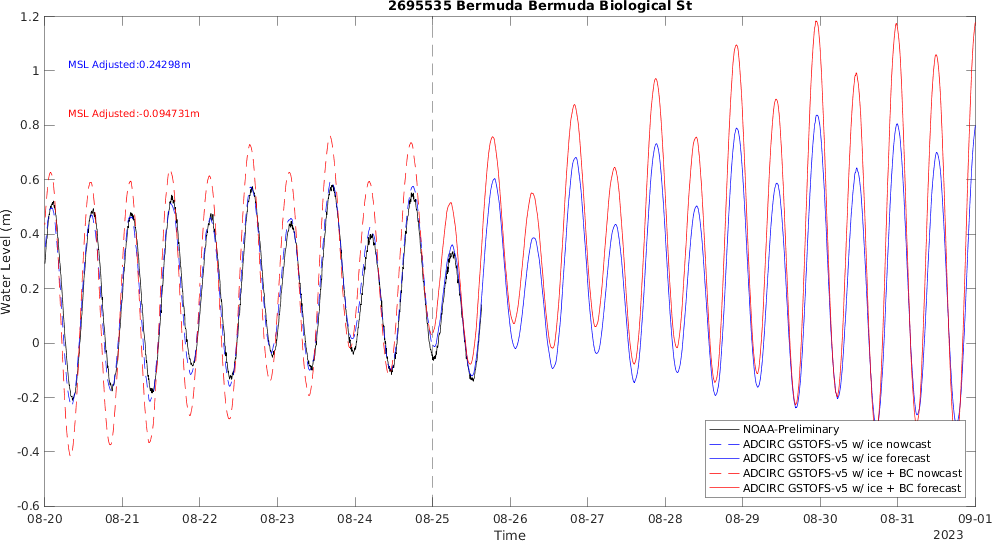 2695535 Bermuda Bermuda Biological St
MSL Adjusted:0.24298m
MSL Adjusted:-0.094731m
Water Level (m)
1.2
1
0.8
0.6
0.4
0.2
0
-0.2
-0.4
-0.6
NOAA-Preliminary
ADCIRC GSTOFS-v5 w/ ice nowcast
ADCIRC GSTOFS-v5 w/ ice forecast
ADCIRC GSTOFS-v5 w/ ice + BC nowcast
ADCIRC GSTOFS-v5 w/ ice + BC forecast
08-20 08-21 08-22 08-23 08-24 08-25 08-26 08-27 08-28 08-29 08-30 08-31 09-01
Time
2023